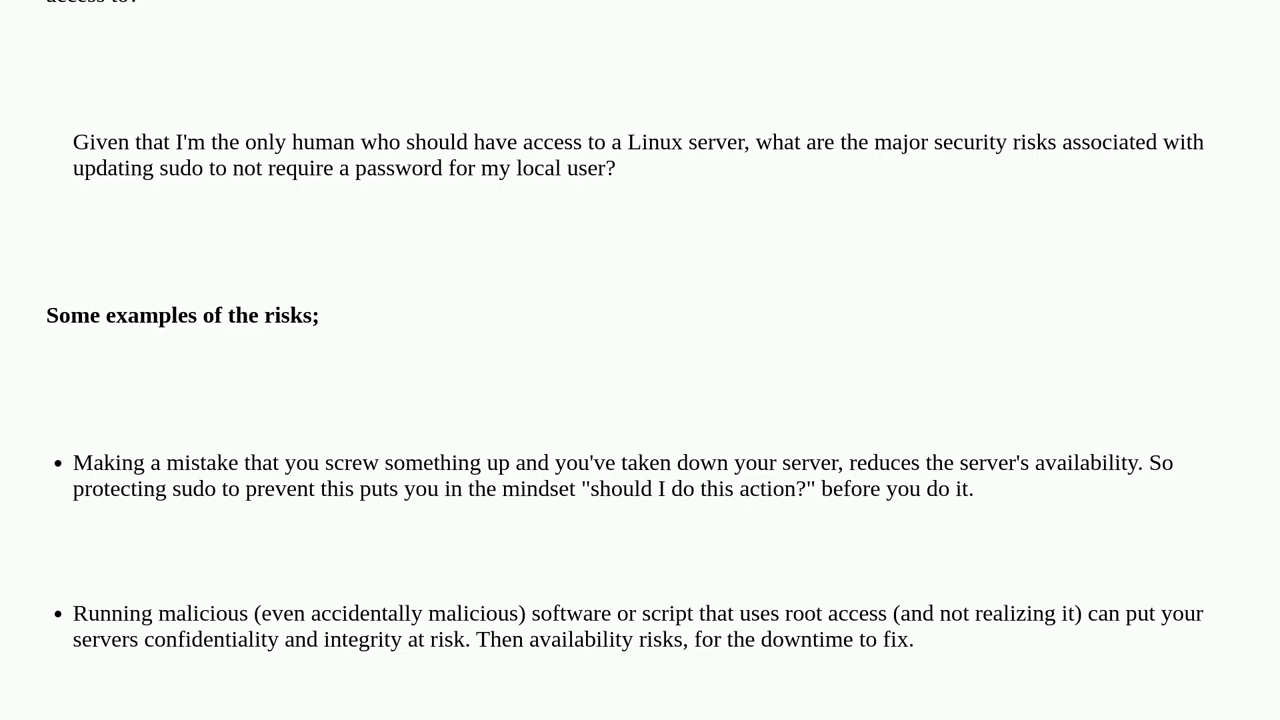 access to?
Given that I'm the only human who should have access to a Linux server, what are the major security risks associated with
updating sudo to not require a password for my local user?
Some examples of the risks;
• Making a mistake that you screw something up and you've taken down your server, reduces the server's availability. So
protecting sudo to prevent this puts you in the mindset "should I do this action?" before you do it.
• Running malicious (even accidentally malicious) software or script that uses root access (and not realizing it) can put your
servers confidentiality and integrity at risk. Then availability risks, for the downtime to fix.